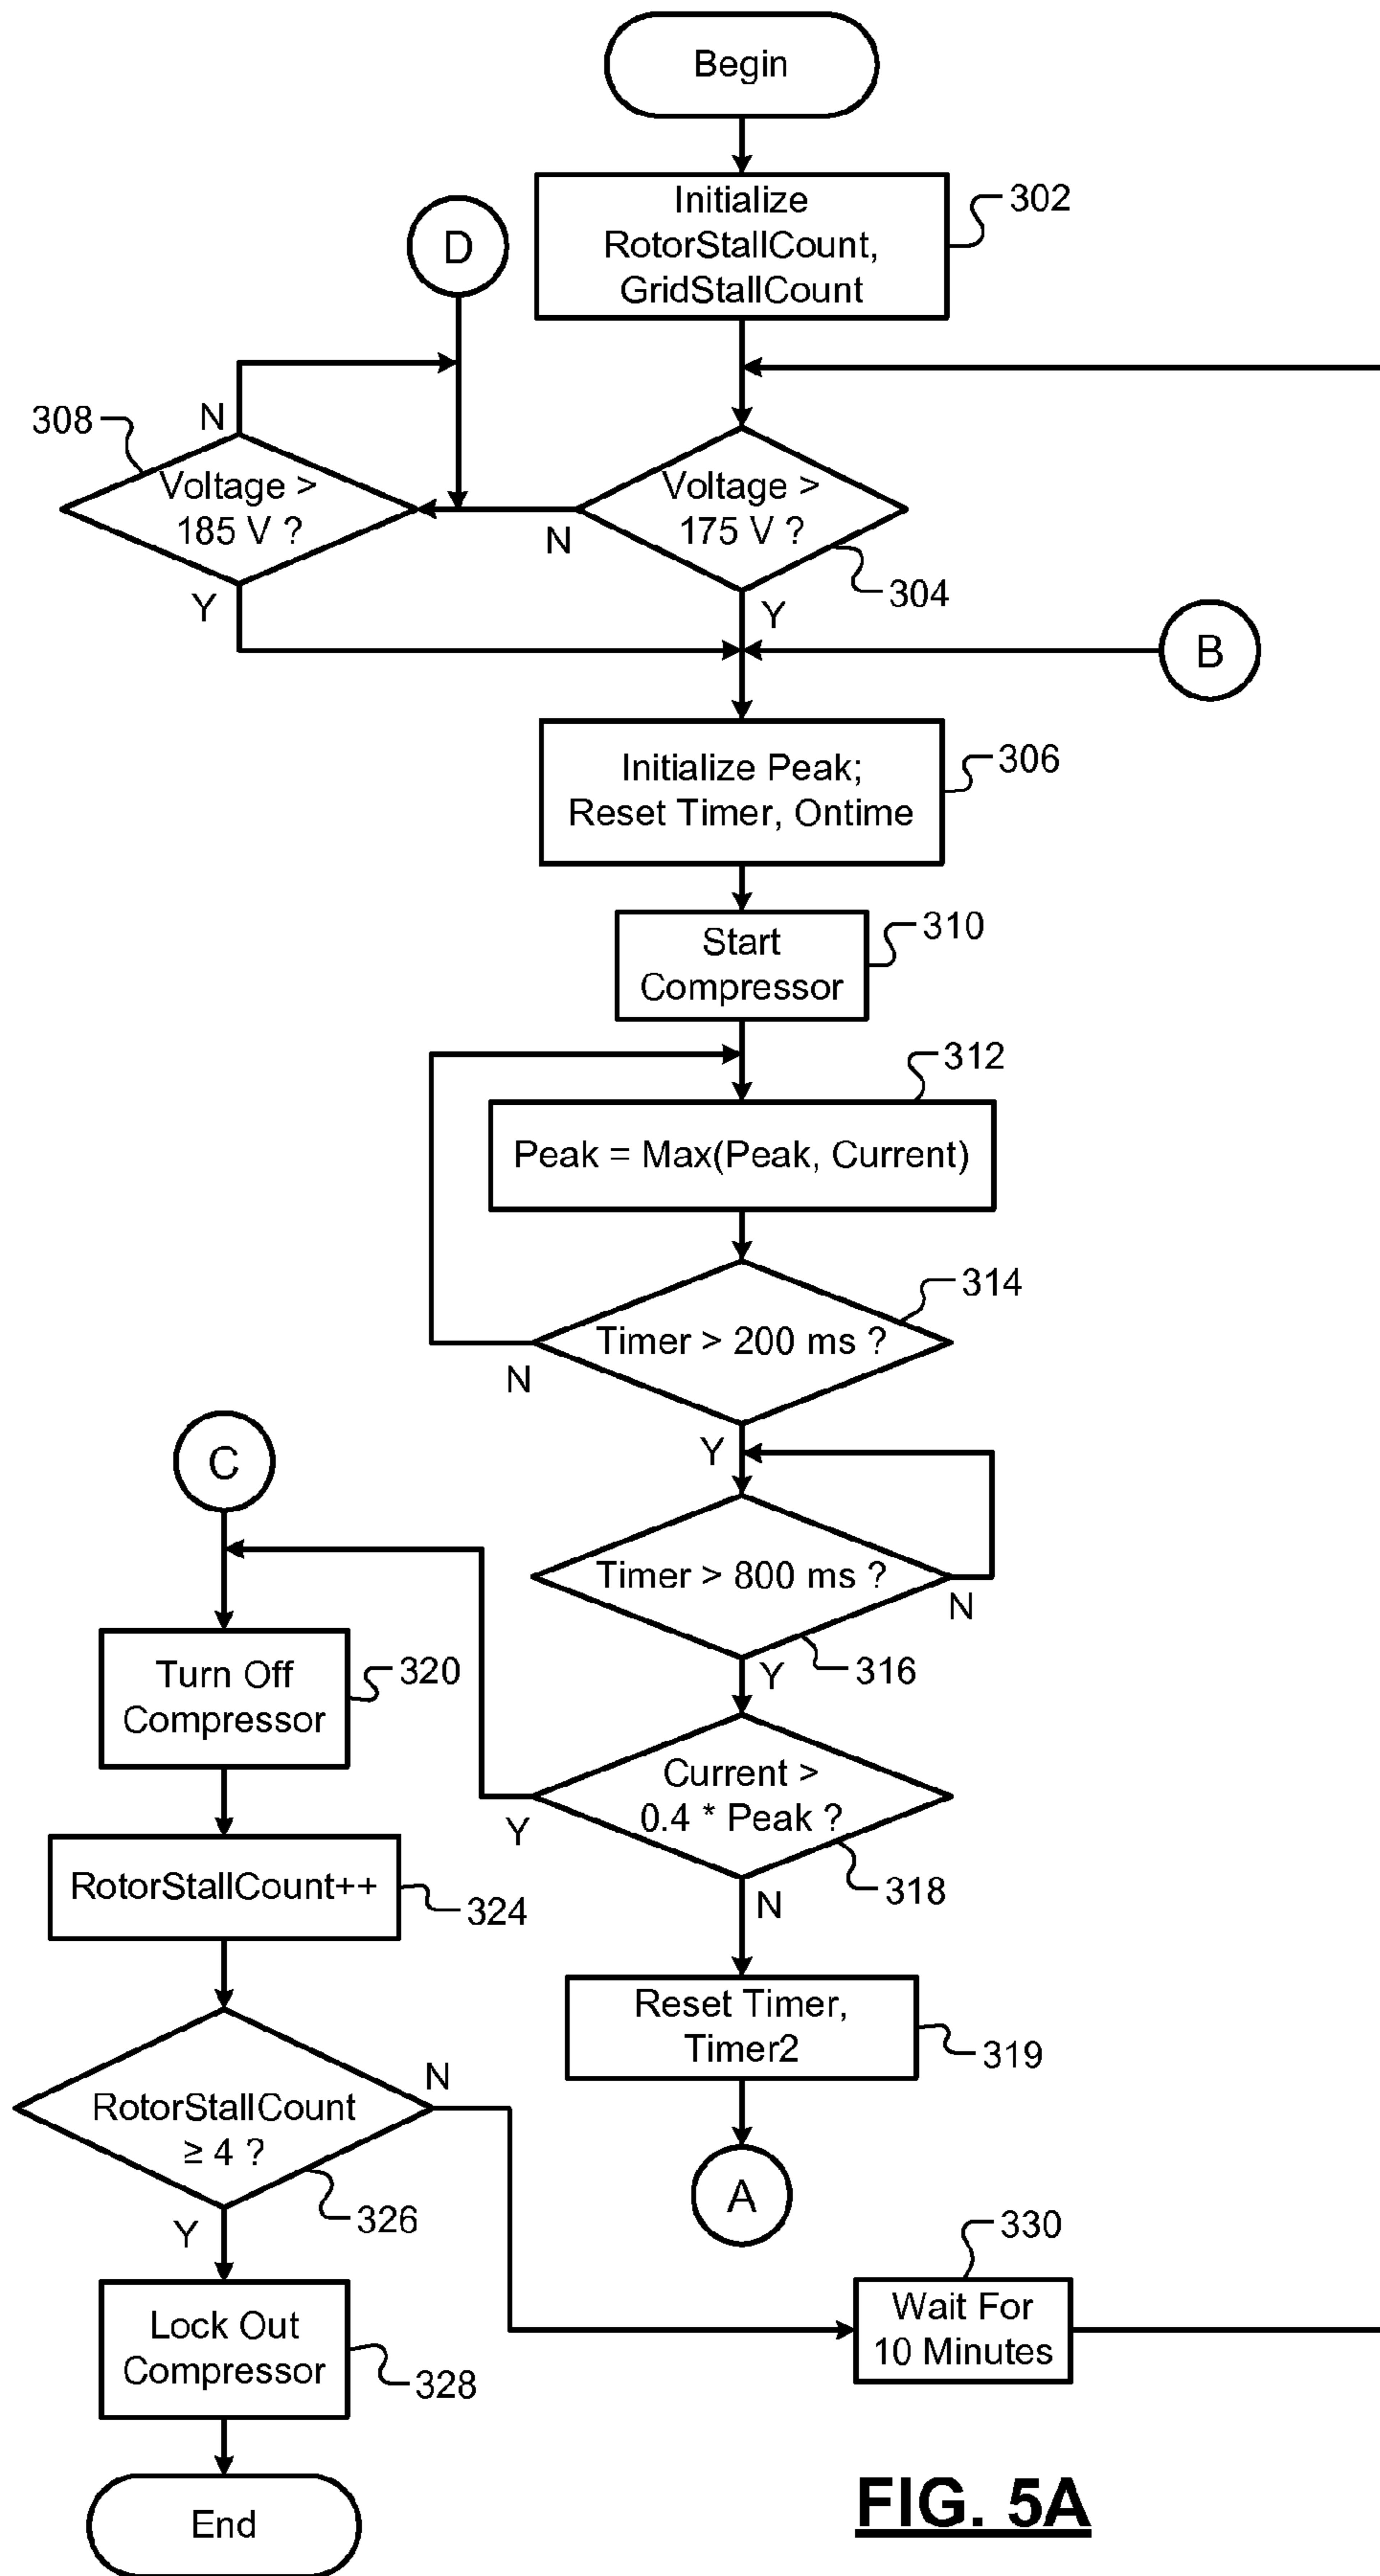 Begin
Initialize
RotorStallCount,
GridStallCount
302
D
308
N
Voltage >
185 V ?
Y
Voltage >
175 V ?
N
304
Y
B
Initialize Peak;
Reset Timer, Ontime
306
Start
Compressor
310
312
Peak = Max(Peak, Current)
314
Timer > 200 ms ?
N
Y
C
Timer > 800 ms ?
N
316
Y
Turn Off
Compressor
320
Current >
0.4 * Peak ?
Y
318
N
RotorStallCount++
324
Reset Timer,
Timer2
319
N
RotorStallCount
≥ 4 ?
326
Y
A
330
Wait For
10 Minutes
Lock Out
Compressor
328
End
FIG. 5A